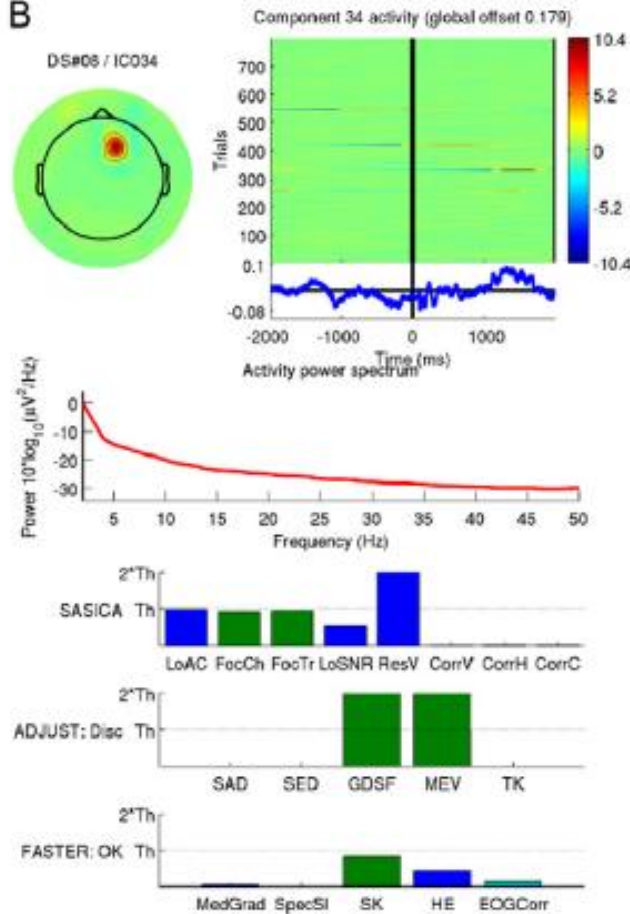 B
Component 34 activity (global offset 0.179)
DS#08 / IC034
Trials
700
600
500
400
300
200
100
10.4
5.2
0
-5.2
-10.4
0.1
-0.08
-2000 -1000 0 1000
Time (ms)
Activity power spectrum
Power 10*log10(μV2/Hz)
0
-10
-20
-30
5 10 15 20 25 30 35 40 45 50
Frequency (Hz)
SASICA
2*Th
Th
LoAC FocCh FocTr LoSNR ResV CorrV CorrH CorrC
ADJUST: Disc
2*Th
Th
SAD SED GDSF MEV TK
FASTER: OK
2*Th
Th
MedGrad SpecSl SK HE EOGCorr